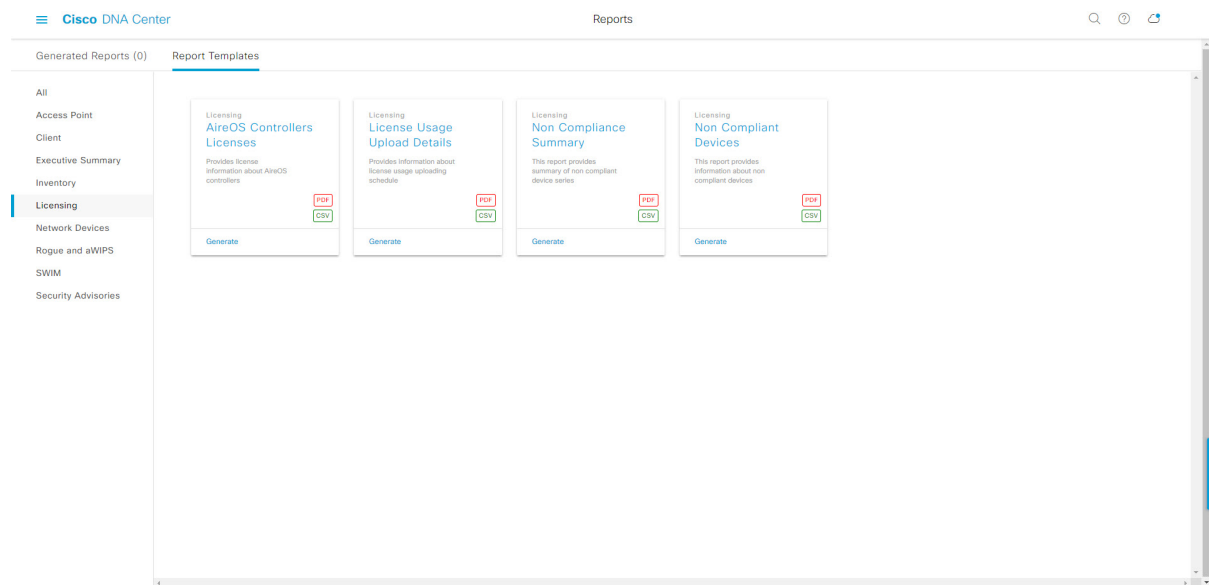 Cisco DNA Center
Reports
Generated Reports (0)
Report Templates
All
Access Point
Client
Executive Summary
Inventory
Licensing
Network Devices
Rogue and aWIPS
SWIM
Security Advisories
Licensing
AireOS Controllers
Licenses
Provides license
information about AireOS
controllers
PDF
CSV
Generate
Licensing
License Usage
Upload Details
Provides information about
license usage uploading
schedule
PDF
CSV
Generate
Licensing
Non Compliance
Summary
This report provides
summary of non compliant
device series
PDF
CSV
Generate
Licensing
Non Compliant
Devices
This report provides
information about non
compliant devices
PDF
CSV
Generate